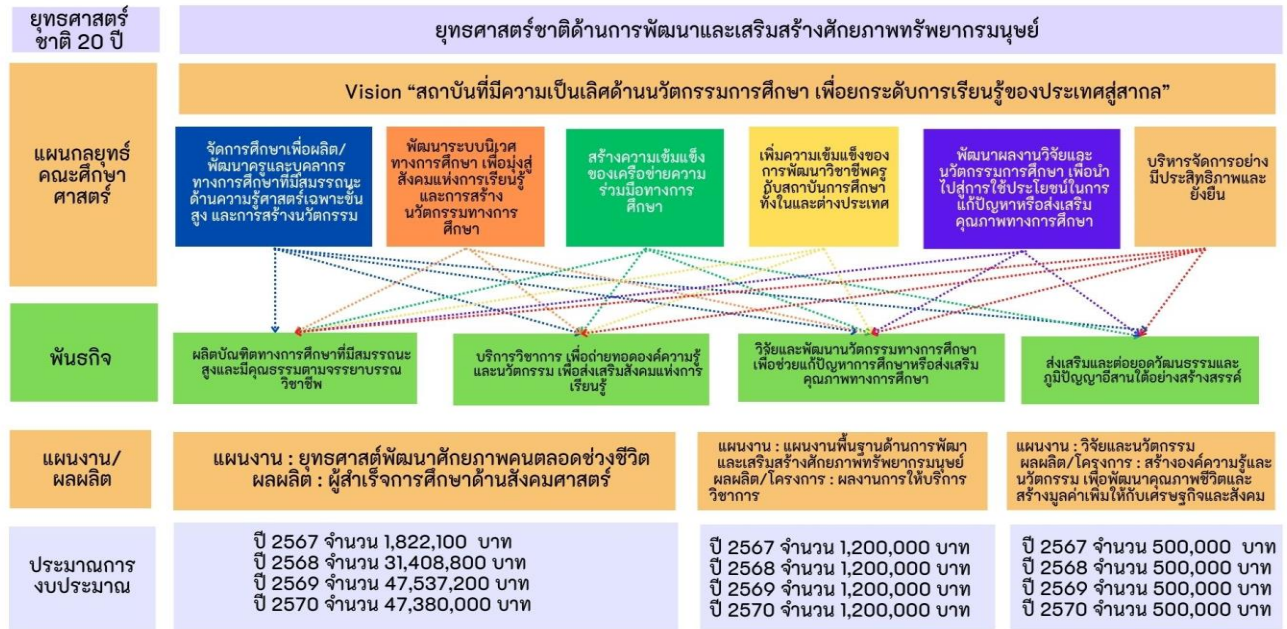 ยุทธศาสตร์
ชาติ 20 ปี
ยุทธศาสตร์ชาติด้านการพัฒนาและเสริมสร้างศักยภาพทรัพยากรมนุษย์
แผนกลยุทธ์
คณะศึกษา
ศาสตร์
Vision “สถาบันที่มีความเป็นเลิศด้านนวัตกรรมการศึกษา เพื่อยกระดับการเรียนรู้ของประเทศสู่สากล”
จัดการศึกษาเพื่อผลิต/
พัฒนาครูและบุคลากร
ทางการศึกษาที่มีสมรรถนะ
ด้านความรู้ศาสตร์เฉพาะขั้น
สูง และการสร้างนวัตกรรม
พัฒนาระบบนิเวศ
ทางการศึกษา เพื่อมุ่งสู่
สังคมแห่งการเรียนรู้
และการสร้าง
นวัตกรรมทางการ
ศึกษา
สร้างความเข้มแข็ง
ของเครือข่ายความ
ร่วมมือทางการ
ศึกษา
เพิ่มความเข้มแข็งของ
การพัฒนาวิชาชีพครู
กับสถาบันการศึกษา
ทั้งในและต่างประเทศ
พัฒนาผลงานวิจัยและ
นวัตกรรมการศึกษา เพื่อนำ
ไปสู่การใช้ประโยชน์ในการ
แก้ปัญหาหรือส่งเสริม
คุณภาพทางการศึกษา
บริหารจัดการอย่าง
มีประสิทธิภาพและ
ยั่งยืน
พันธกิจ
ผลิตบัณฑิตทางการศึกษาที่มีสมรรถนะ
สูงและมีคุณธรรมตามจรรยาบรรณ
วิชาชีพ
บริการวิชาการ เพื่อถ่ายทอดองค์ความรู้
และนวัตกรรม เพื่อส่งเสริมสังคมแห่งการ
เรียนรู้
วิจัยและพัฒนานวัตกรรมทางการศึกษา
เพื่อช่วยแก้ปัญหาการศึกษาหรือส่งเสริม
คุณภาพทางการศึกษา
ส่งเสริมและต่อยอดวัฒนธรรมและ
ภูมิปัญญาอีสานใต้อย่างสร้างสรรค์
แผนงาน/
ผลผลิต
แผนงาน : ยุทธศาสต์พัฒนาศักยภาพคนตลอดช่วงชีวิต
ผลผลิต : ผู้สำเร็จการศึกษาด้านสังคมศาสตร์
แผนงาน : แผนงานพื้นฐานด้านการพัฒา
และเสริมสร้างศักยภาพทรัพยากรมนุษย์
ผลผลิต/โครงการ : ผลงานการให้บริการ
วิชาการ
แผนงาน : วิจัยและนวัตกรรม
ผลผลิต/โครงการ : สร้างองค์ความรู้และ
นวัตกรรม เพื่อพัฒนาคุณภาพชีวิตและ
สร้างมูลค่าเพิ่มให้กับเศรษฐกิจและสังคม
ประมาณการ
งบประมาณ
ปี 2567 จำนวน 1,822,100 บาท
ปี 2568 จำนวน 31,408,800 บาท
ปี 2569 จำนวน 47,537,200 บาท
ปี 2570 จำนวน 47,380,000 บาท
ปี 2567 จำนวน 1,200,000 บาท
ปี 2568 จำนวน 1,200,000 บาท
ปี 2569 จำนวน 1,200,000 บาท
ปี 2570 จำนวน 1,200,000 บาท
ปี 2567 จำนวน 500,000 บาท
ปี 2568 จำนวน 500,000 บาท
ปี 2569 จำนวน 500,000 บาท
ปี 2570 จำนวน 500,000 บาท